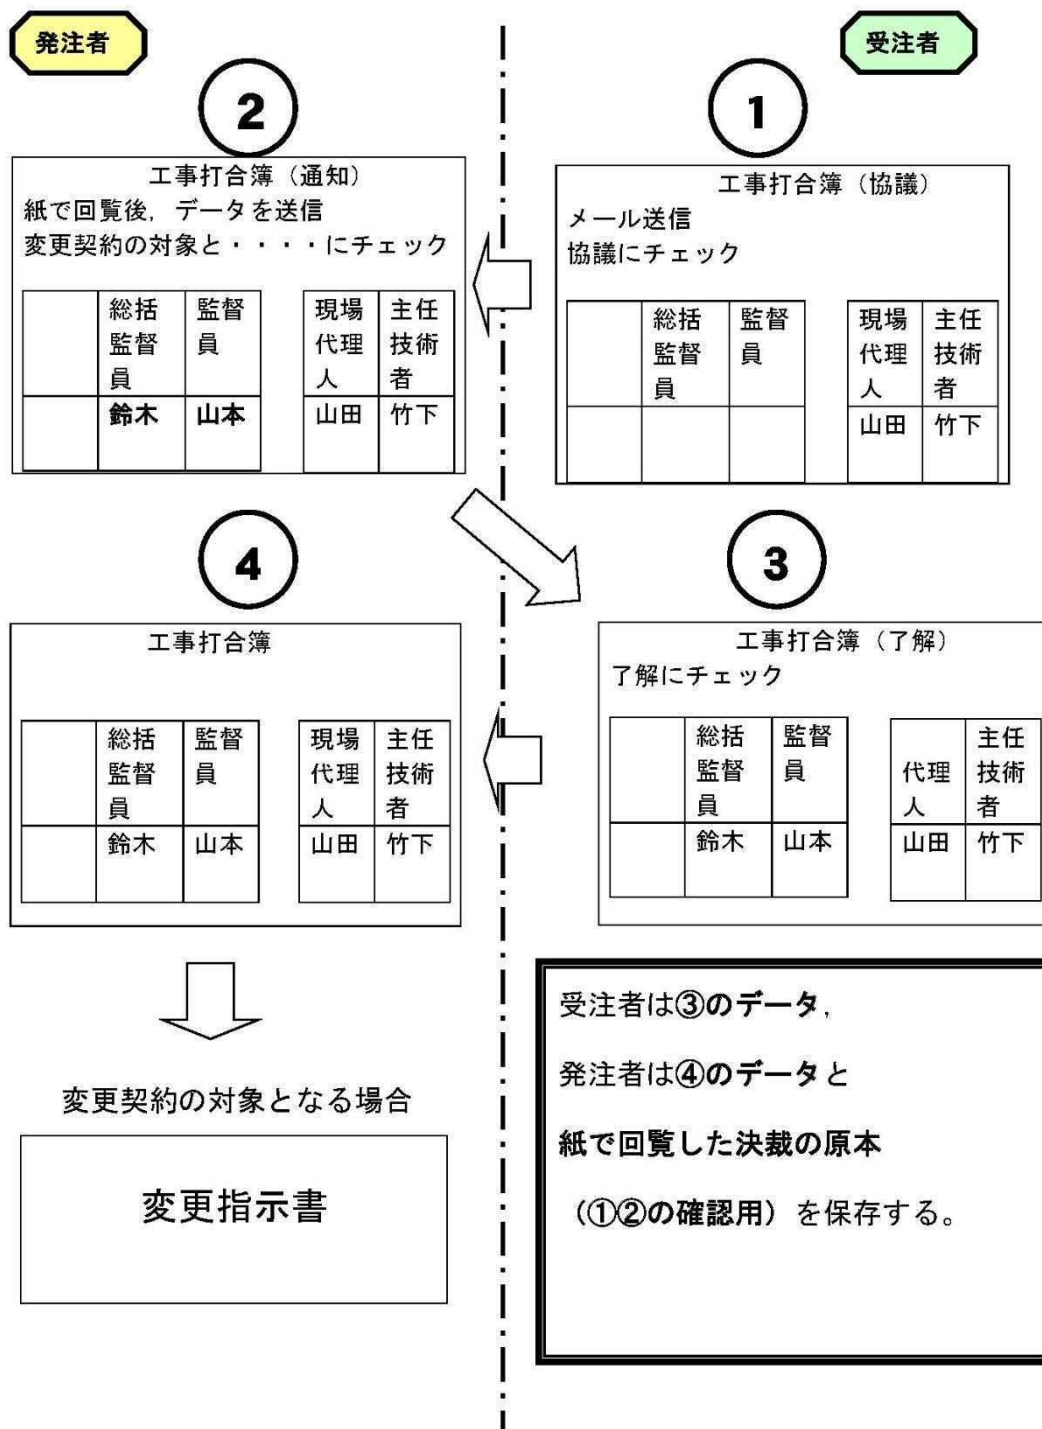 発注者
受注者
②
①
工事打合簿（通知）
紙で回覧後，データを送信
変更契約の対象と・・・・にチェック
総括監督員
監督員
現場代理人
主任技術者
鈴木
山本
山田
竹下
工事打合簿（協議）
メール送信
協議にチェック
総括監督員
監督員
現場代理人
主任技術者
山田
竹下
④
③
工事打合簿
総括監督員
監督員
現場代理人
主任技術者
鈴木
山本
山田
竹下
工事打合簿（了解）
了解にチェック
総括監督員
監督員
代理人
主任技術者
鈴木
山本
山田
竹下
変更契約の対象となる場合
変更指示書
受注者は③のデータ，
発注者は④のデータと
紙で回覧した決裁の原本
（①②の確認用）を保存する。